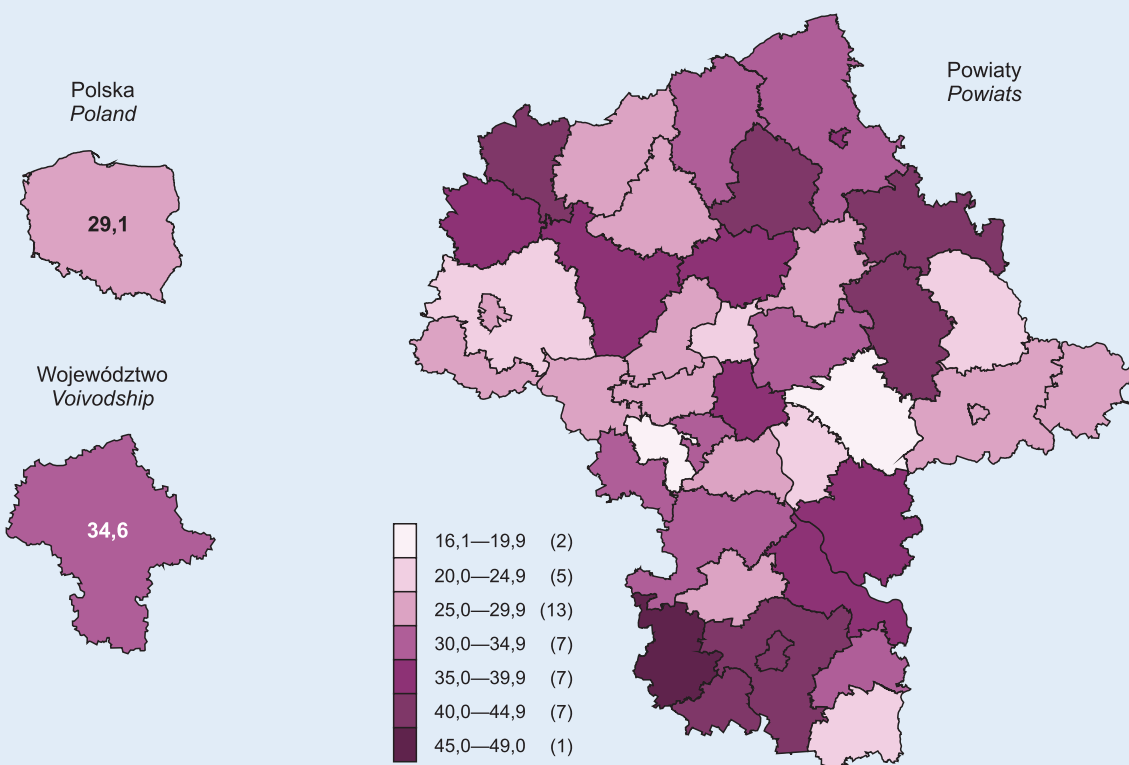 Polska
Poland
29,1
Województwo
Voivodship
34,6
Powiaty
Powiats
16,1—19,9 (2)
20,0—24,9 (5)
25,0—29,9 (13)
30,0—34,9 (7)
35,0—39,9 (7)
40,0—44,9 (7)
45,0—49,0 (1)